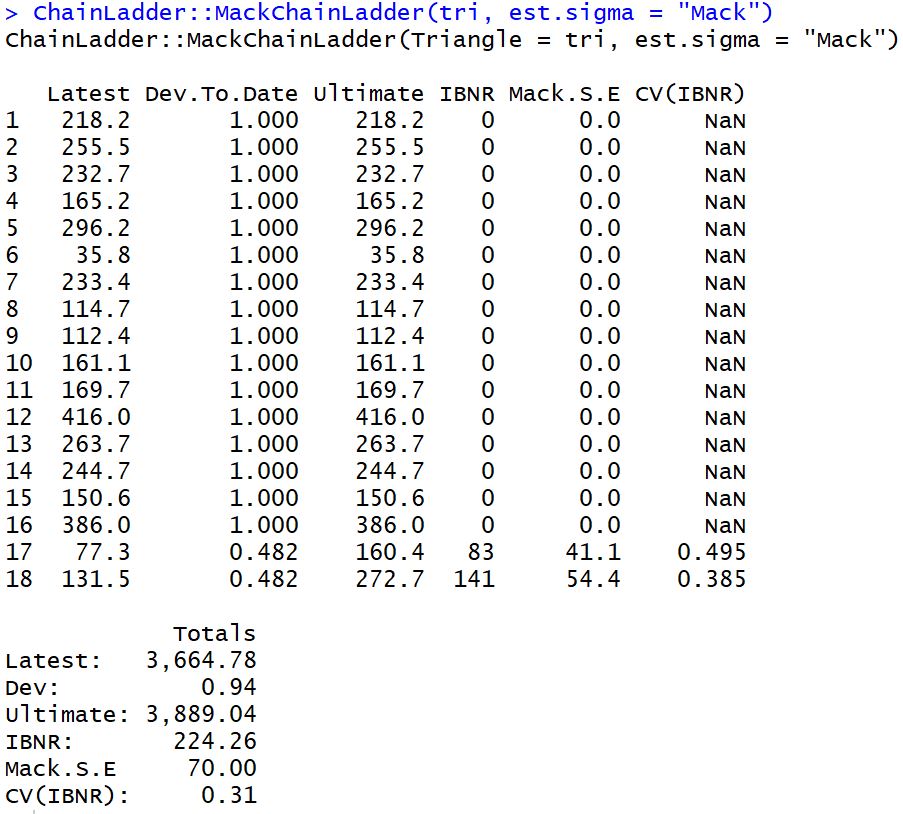 > ChainLadder::MackChainLadder(tri, est.sigma = "Mack")
ChainLadder::MackChainLadder(Triangle = tri, est.sigma = "Mack")
Latest Dev.To.Date Ultimate IBNR Mack.S.E CV(IBNR)
1 218.2 1.000 218.2 0 0.0 NaN
2 255.5 1.000 255.5 0 0.0 NaN
3 232.7 1.000 232.7 0 0.0 NaN
4 165.2 1.000 165.2 0 0.0 NaN
5 296.2 1.000 296.2 0 0.0 NaN
6 35.8 1.000 35.8 0 0.0 NaN
7 233.4 1.000 233.4 0 0.0 NaN
8 114.7 1.000 114.7 0 0.0 NaN
9 112.4 1.000 112.4 0 0.0 NaN
10 161.1 1.000 161.1 0 0.0 NaN
11 169.7 1.000 169.7 0 0.0 NaN
12 416.0 1.000 416.0 0 0.0 NaN
13 263.7 1.000 263.7 0 0.0 NaN
14 244.7 1.000 244.7 0 0.0 NaN
15 150.6 1.000 150.6 0 0.0 NaN
16 386.0 1.000 386.0 0 0.0 NaN
17 77.3 0.482 160.4 83 41.1 0.495
18 131.5 0.482 272.7 141 54.4 0.385
Totals
Latest: 3,664.78
Dev: 0.94
Ultimate: 3,889.04
IBNR: 224.26
Mack.S.E 70.00
CV(IBNR): 0.31